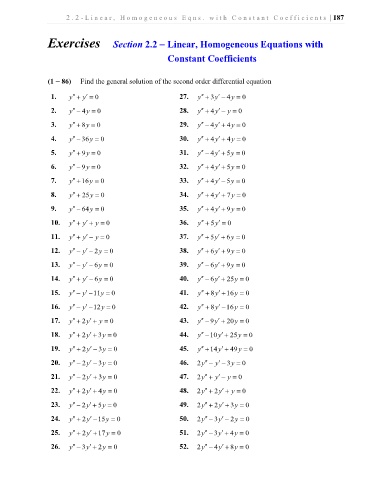 2.2–Linear, Homogeneous Eqns. with Constant Coefficients | 187
Exercises Section 2.2 – Linear, Homogeneous Equations with
Constant Coefficients
(1 – 86) Find the general solution of the second order differential equation
1. y″ + y′ = 0
2. y″ – 4y = 0
3. y″ + 8y = 0
4. y″ – 36y = 0
5. y″ + 9y = 0
6. y″ – 9y = 0
7. y″ + 16y = 0
8. y″ + 25y = 0
9. y″ – 64y = 0
10. y″ + y′ + y = 0
11. y″ + y′ – y = 0
12. y″ – y′ – 2y = 0
13. y″ – y′ – 6y = 0
14. y″ + y′ – 6y = 0
15. y″ – y′ – 11y = 0
16. y″ – y′ – 12y = 0
17. y″ + 2y′ + y = 0
18. y″ + 2y′ + 3y = 0
19. y″ + 2y′ – 3y = 0
20. y″ – 2y′ – 3y = 0
21. y″ – 2y′ + 3y = 0
22. y″ + 2y′ + 4y = 0
23. y″ – 2y′ + 5y = 0
24. y″ + 2y′ – 15y = 0
25. y″ + 2y′ + 17y = 0
26. y″ – 3y′ + 2y = 0
27. y″ + 3y′ – 4y = 0
28. y″ + 4y′ – y = 0
29. y″ – 4y′ + 4y = 0
30. y″ + 4y′ + 4y = 0
31. y″ – 4y′ + 5y = 0
32. y″ + 4y′ + 5y = 0
33. y″ + 4y′ – 5y = 0
34. y″ + 4y′ + 7y = 0
35. y″ + 4y′ + 9y = 0
36. y″ + 5y′ = 0
37. y″ + 5y′ + 6y = 0
38. y″ + 6y′ + 9y = 0
39. y″ – 6y′ + 9y = 0
40. y″ – 6y′ + 25y = 0
41. y″ + 8y′ + 16y = 0
42. y″ + 8y′ – 16y = 0
43. y″ – 9y′ + 20y = 0
44. y″ – 10y′ + 25y = 0
45. y″ + 14y′ + 49y = 0
46. 2y″ – y′ – 3y = 0
47. 2y″ + y′ – y = 0
48. 2y″ + 2y′ + y = 0
49. 2y″ + 2y′ + 3y = 0
50. 2y″ – 3y′ – 2y = 0
51. 2y″ – 3y′ + 4y = 0
52. 2y″ – 4y′ + 8y = 0